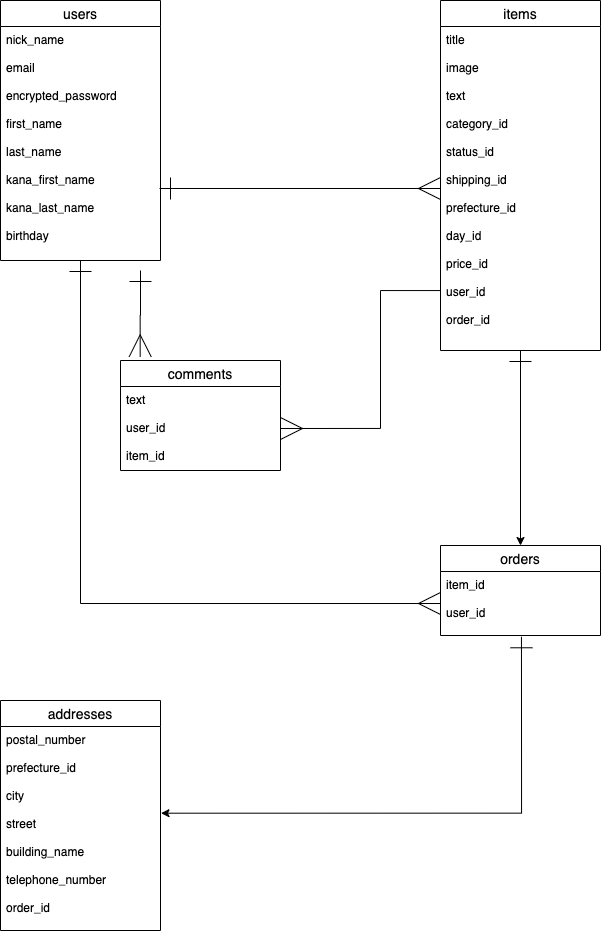 users
nick_name
email
encrypted_password
first_name
last_name
kana_first_name
kana_last_name
birthday
items
title
image
text
category_id
status_id
shipping_id
prefecture_id
day_id
price_id
user_id
order_id
comments
text
user_id
item_id
orders
item_id
user_id
addresses
postal_number
prefecture_id
city
street
building_name
telephone_number
order_id